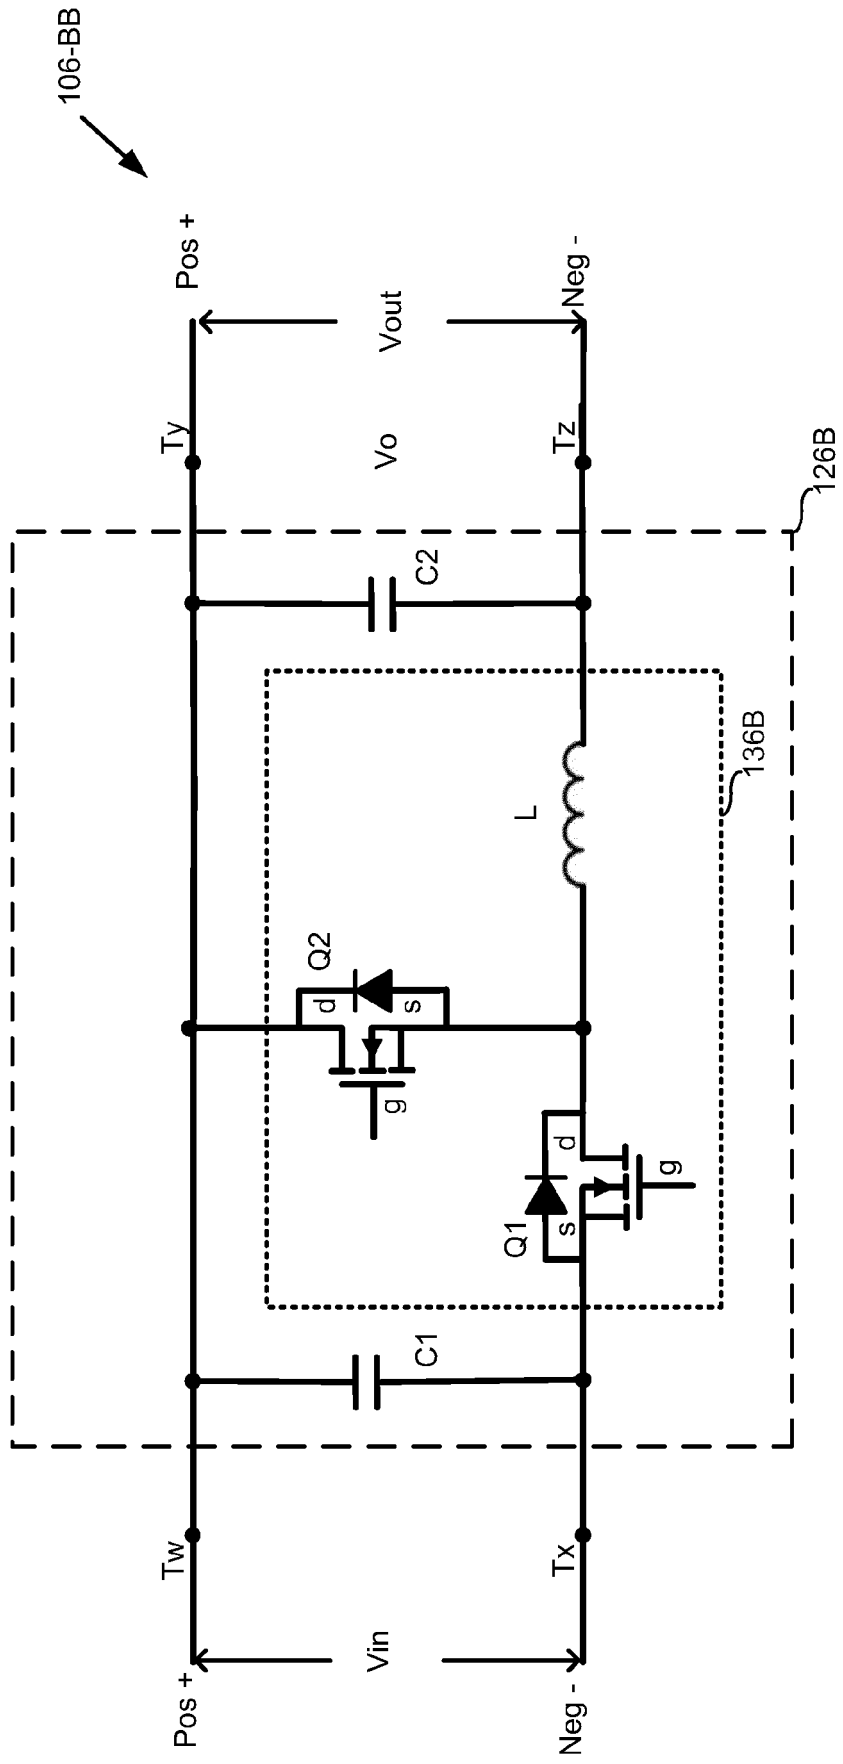 106-BB
Pos +
Pos +
Tw
Ty
Vin
Vout
Vo
C1
C2
Q2
d
s
g
L
Q1
s
d
g
Tx
Tz
Neg -
Neg -
136B
126B